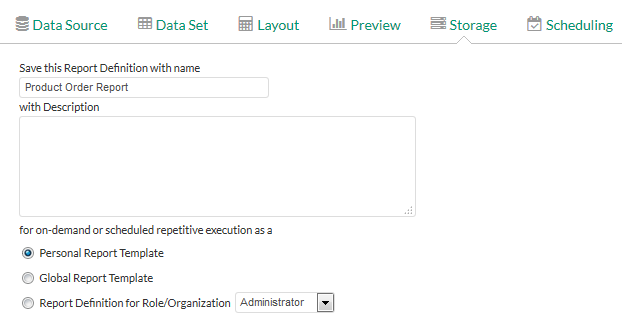 Data Source Data Set Layout Preview Storage Scheduling
Save this Report Definition with name
Product Order Report
with Description
for on-demand or scheduled repetitive execution as a
Personal Report Template
Global Report Template
Report Definition for Role/Organization Administrator